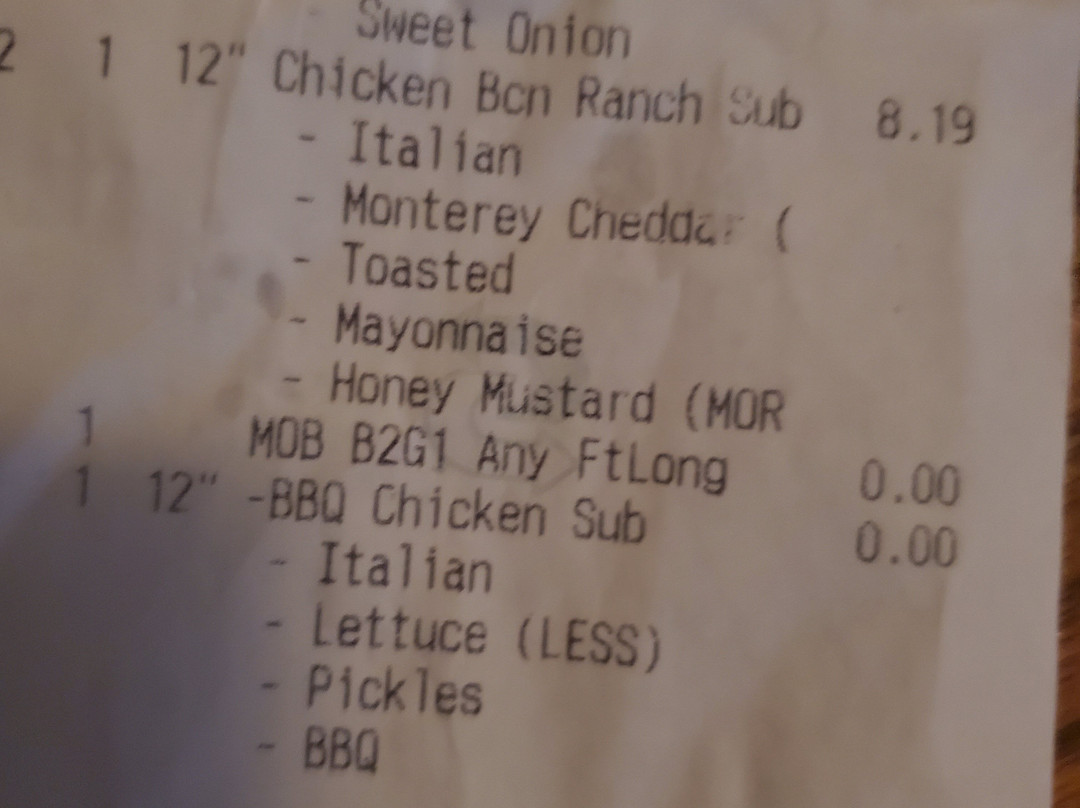 - Sweet Onion
2 1 12" Chicken Bcn Ranch Sub 8.19
- Italian
- Monterey Cheddar (
- Toasted
- Mayonnaise
- Honey Mustard (MOR
1 MOB B2G1 Any FtLong 0.00
1 12" -BBQ Chicken Sub 0.00
- Italian
- Lettuce (LESS)
- Pickles
- BBQ